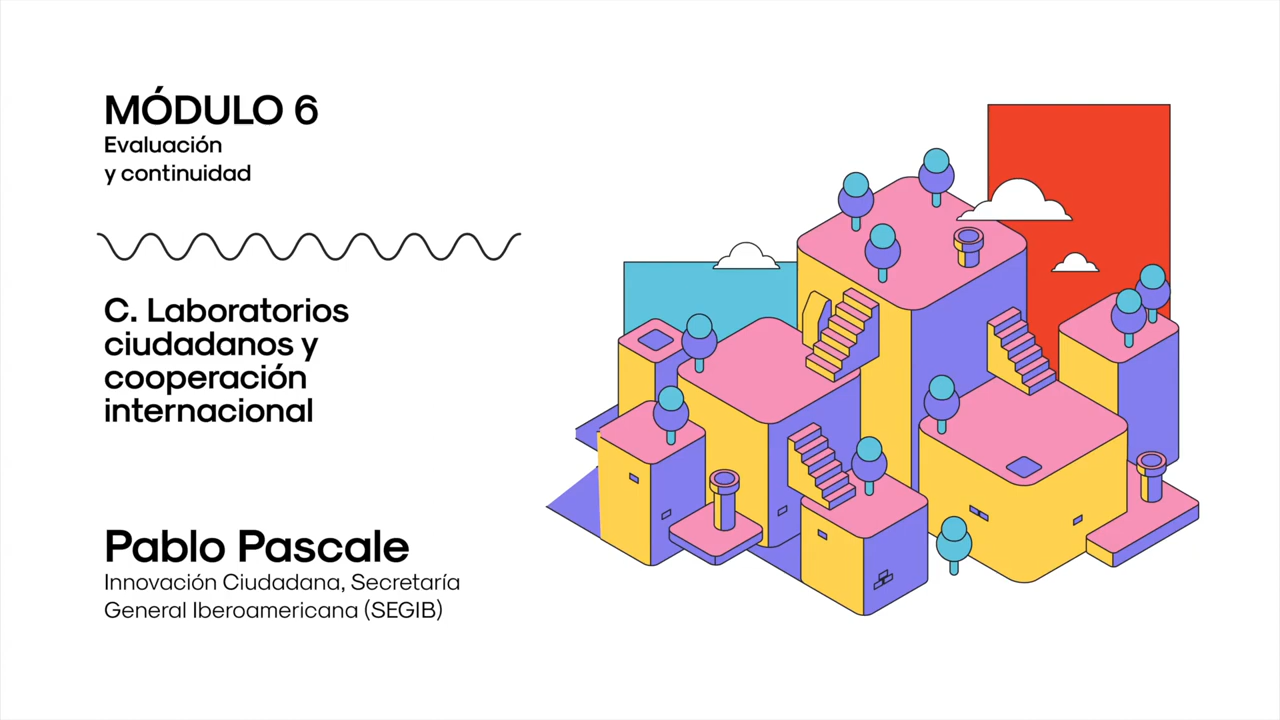 MÓDULO 6
Evaluación
y continuidad
C. Laboratorios
ciudadanos y
cooperación
internacional
Pablo Pascale
Innovación Ciudadana, Secretaría
General Iberoamericana (SEGIB)